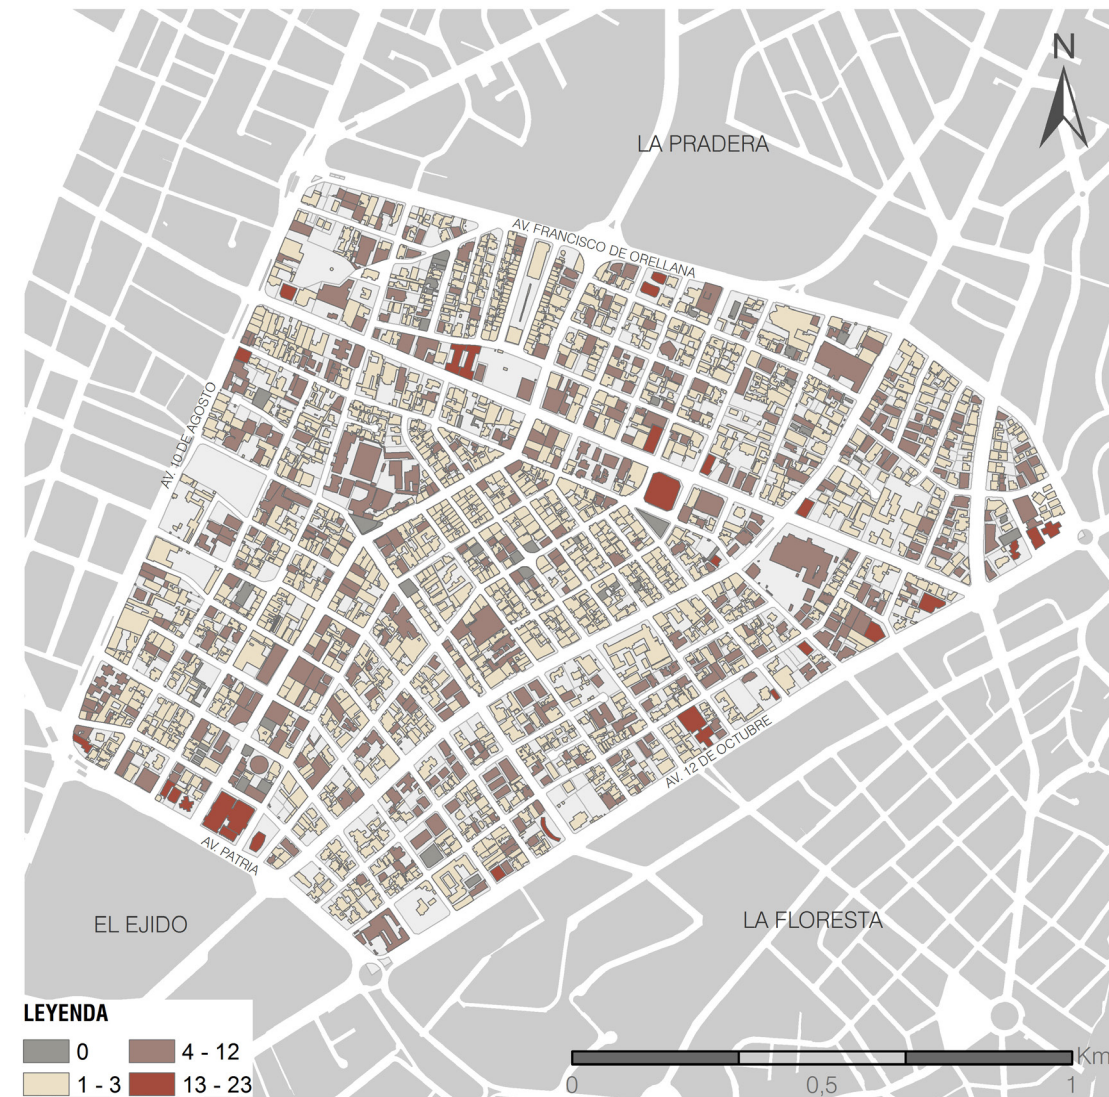 N
LA PRADERA
AV. FRANCISCO DE ORELLANA
AV. 10 DE AGOSTO
AV. 12 DE OCTUBRE
AV. PATRIA
EL EJIDO
LA FLORESTA
LEYENDA
0
4 - 12
1 - 3
13 - 23
Km
0
0,5
1